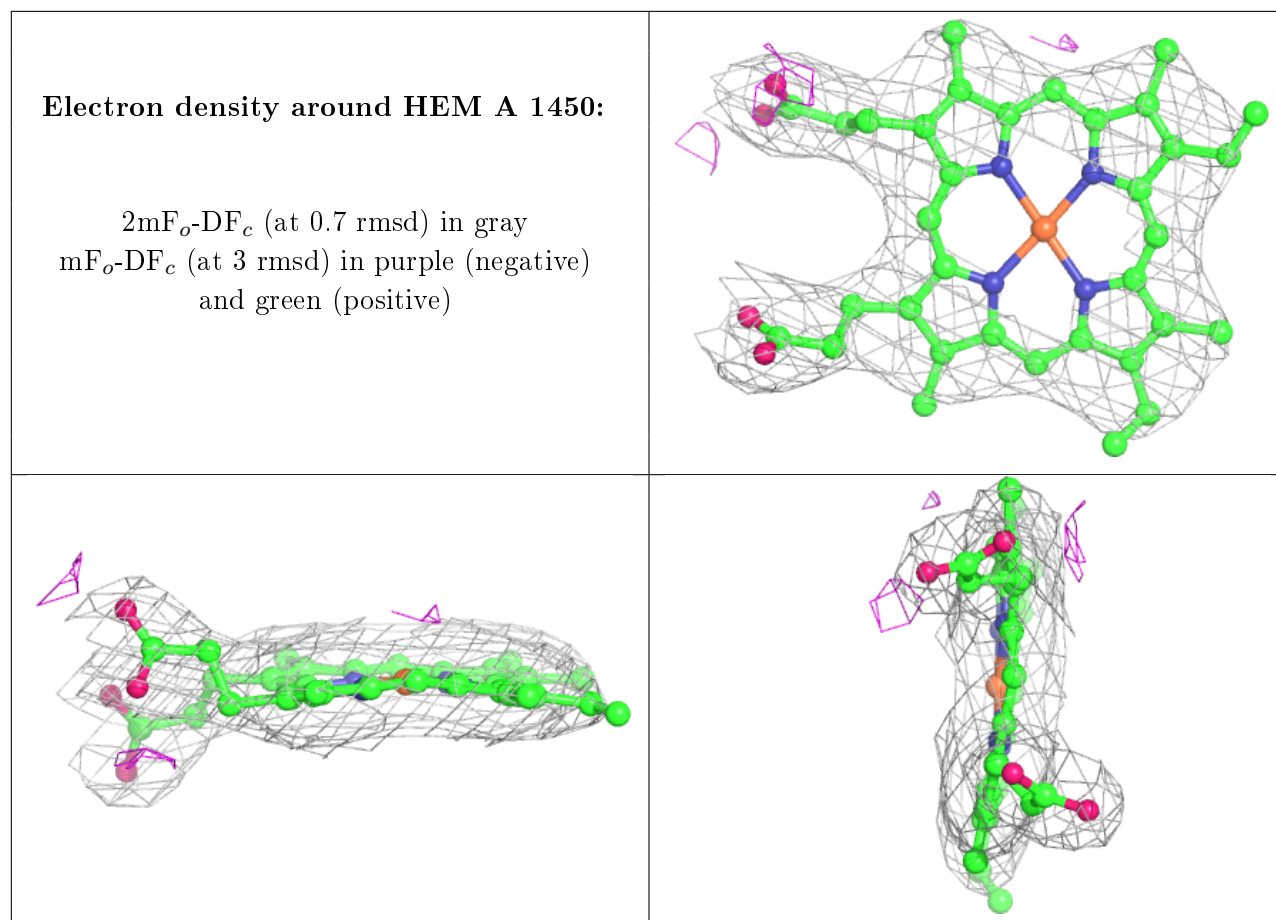 Electron density around HEM A 1450:
2mFo-DFc (at 0.7 rmsd) in gray
mFo-DFc (at 3 rmsd) in purple (negative)
and green (positive)